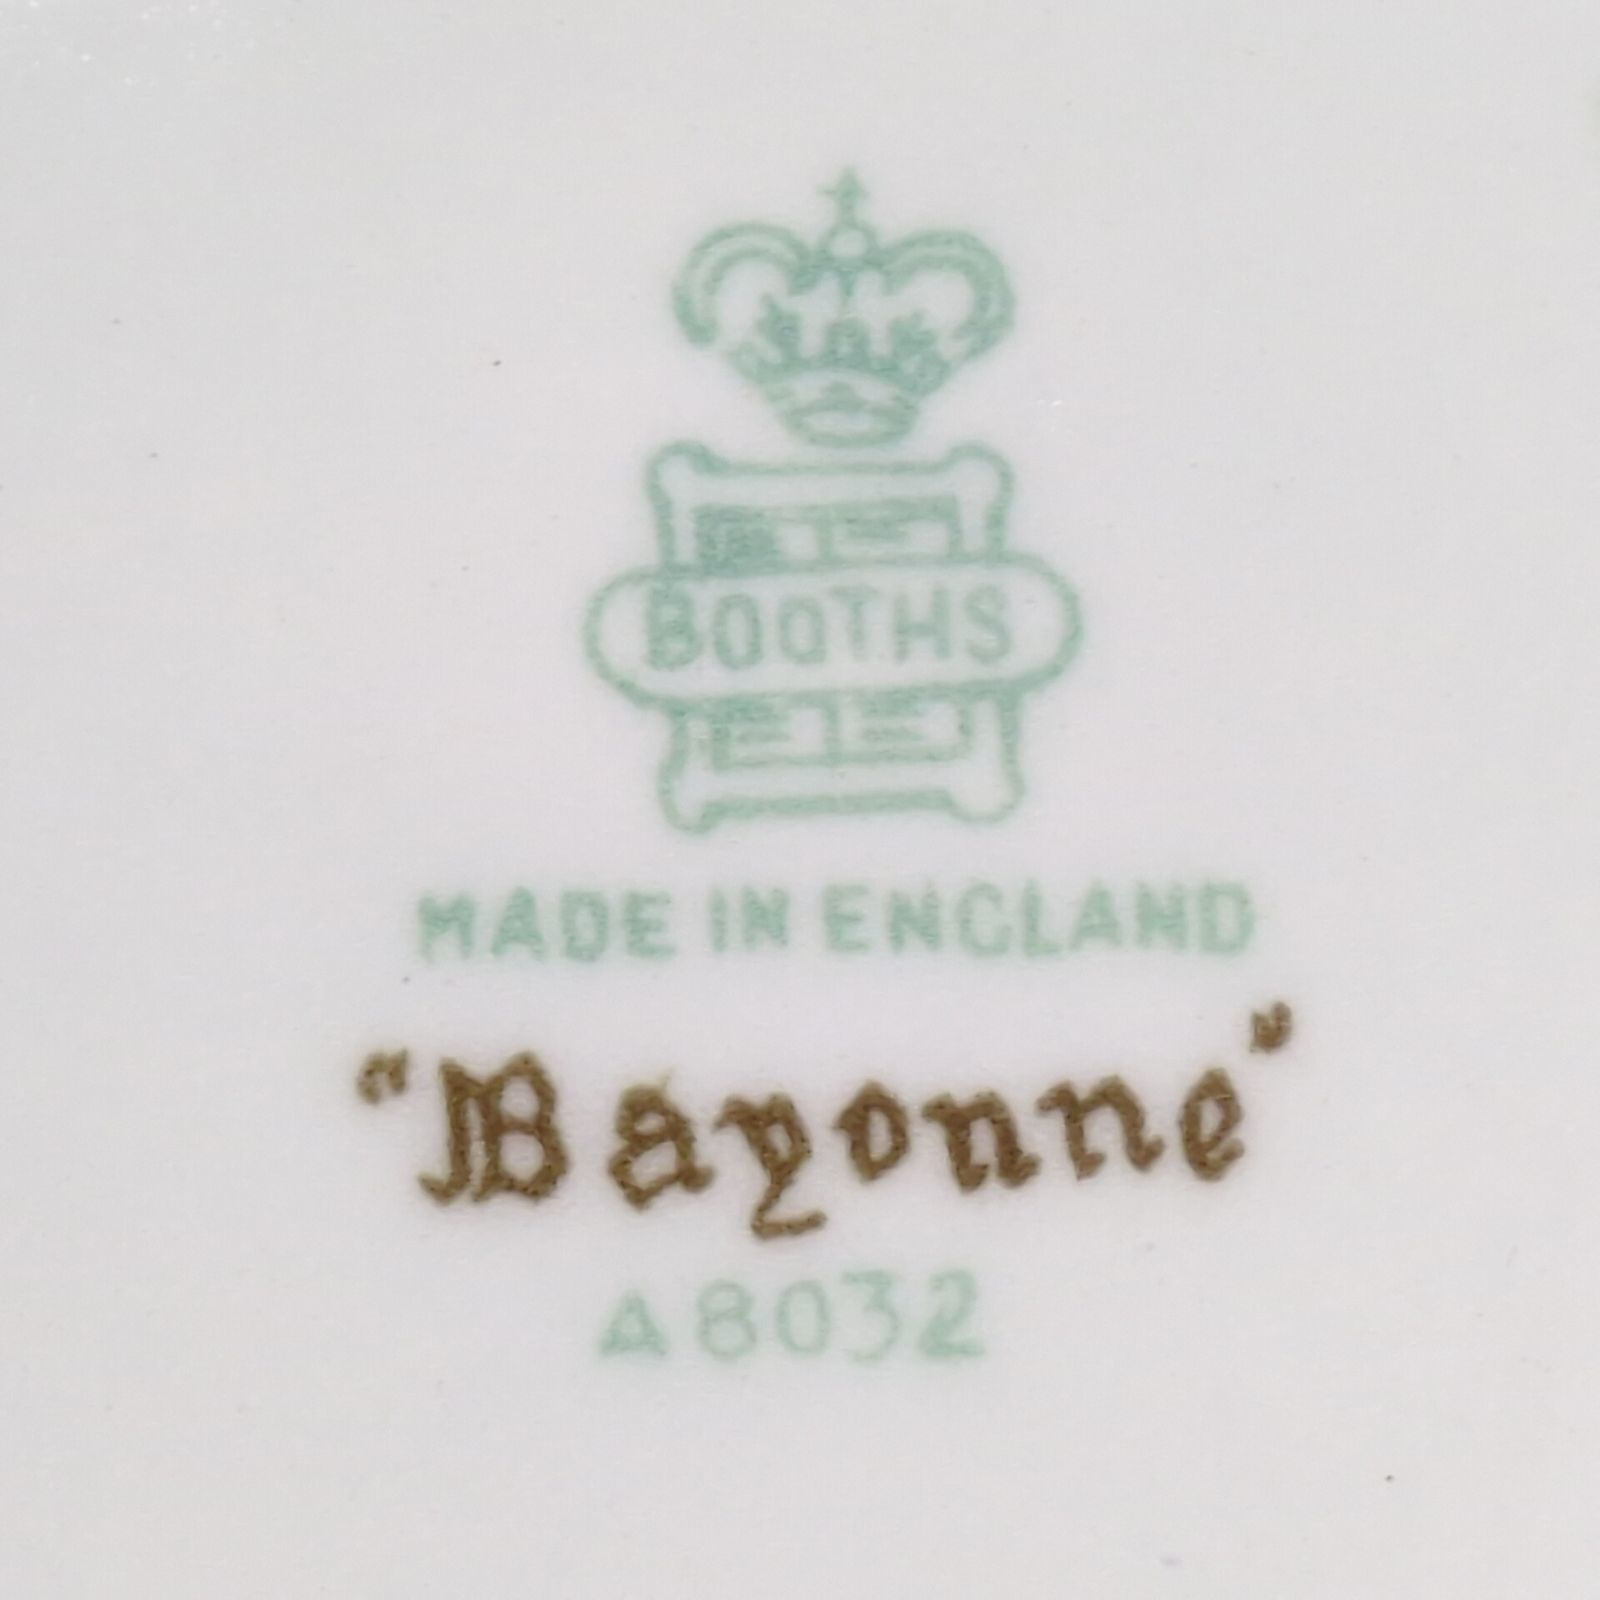 BOOTHS
MADE IN ENGLAND
"Bayonne"
A8032